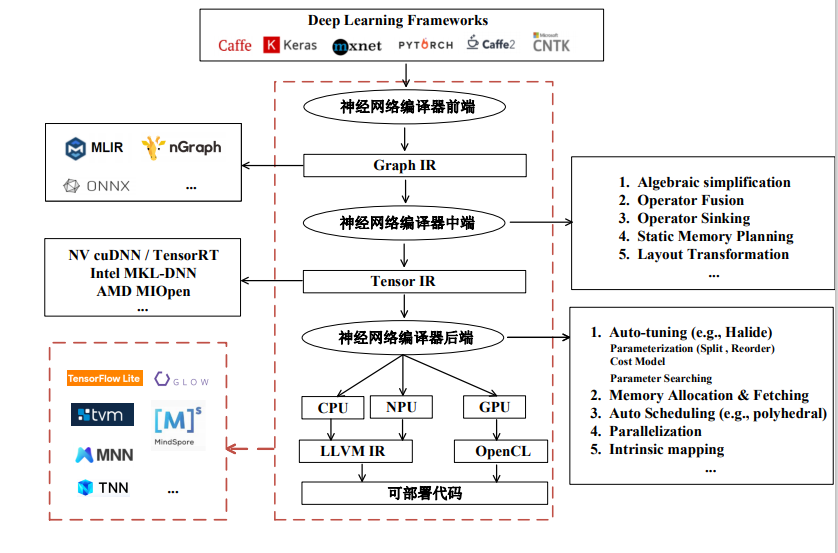 Deep Learning Frameworks
Caffe Keras mxnet PYTORCH Caffe2 Microsoft CNTK
神经网络编译器前端
MLIR nGraph
ONNX ...
Graph IR
1. Algebraic simplification
2. Operator Fusion
3. Operator Sinking
4. Static Memory Planning
5. Layout Transformation
...
神经网络编译器中端
NV cuDNN / TensorRT
Intel MKL-DNN
AMD MIOpen
...
Tensor IR
神经网络编译器后端
1. Auto-tuning (e.g., Halide)
Parameterization (Split , Reorder)
Cost Model
Parameter Searching
2. Memory Allocation & Fetching
3. Auto Scheduling (e.g., polyhedral)
4. Parallelization
5. Intrinsic mapping
...
TensorFlow Lite GLOW
tvm [M]s
MindSpore
MNN
TNN ...
CPU NPU GPU
LLVM IR OpenCL
可部署代码